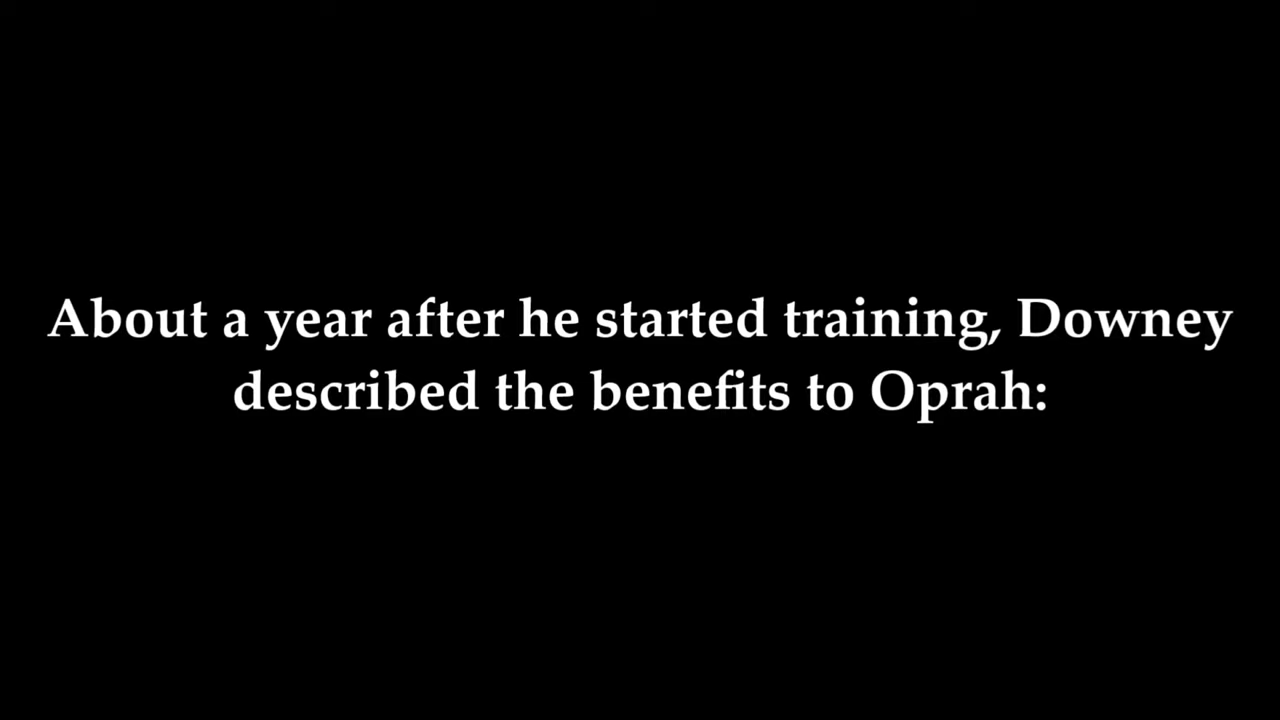 About a year after he started training, Downey
described the benefits to Oprah: